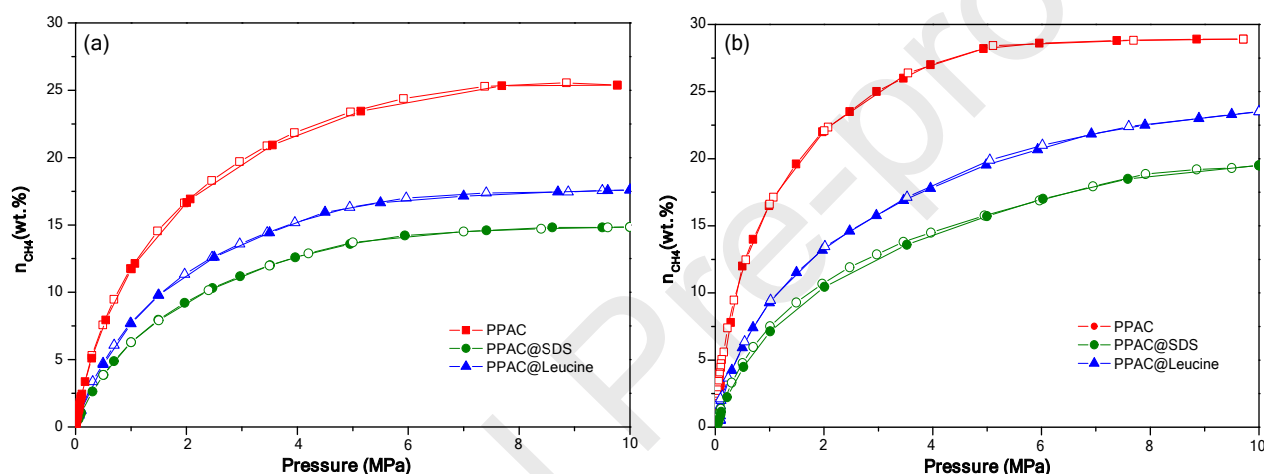 (a)
n_CH4(wt.%)
30
25
20
15
10
5
0
0
2
4
6
8
10
Pressure (MPa)
PPAC
PPAC@SDS
PPAC@Leucine
(b)
n_CH4(wt.%)
30
25
20
15
10
5
0
0
2
4
6
8
10
Pressure (MPa)
PPAC
PPAC@SDS
PPAC@Leucine
l Pre-pro